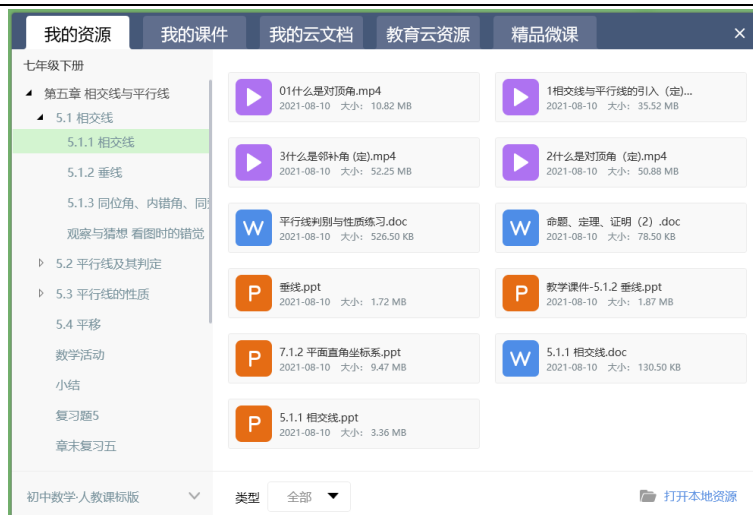 我的资源 我的课件 我的云文档 教育云资源 精品微课 ×
七年级下册
第五章 相交线与平行线
5.1 相交线
5.1.1 相交线
5.1.2 垂线
5.1.3 同位角、内错角、同
观察与猜想 看图时的错觉
5.2 平行线及其判定
5.3 平行线的性质
5.4 平移
数学活动
小结
复习题5
章末复习五
初中数学·人教课标版
01什么是对顶角.mp4
2021-08-10 大小: 10.82 MB
1相交线与平行线的引入（定)...
2021-08-10 大小: 35.52 MB
3什么是邻补角 (定).mp4
2021-08-10 大小: 52.25 MB
2什么是对顶角（定).mp4
2021-08-10 大小: 50.88 MB
W
平行线判别与性质练习.doc
2021-08-10 大小: 526.50 KB
W
命题、定理、证明（2）.doc
2021-08-10 大小: 78.50 KB
P
垂线.ppt
2021-08-10 大小: 1.72 MB
P
教学课件-5.1.2 垂线.ppt
2021-08-10 大小: 1.87 MB
P
7.1.2 平面直角坐标系.ppt
2021-08-10 大小: 9.47 MB
W
5.1.1 相交线.doc
2021-08-10 大小: 130.50 KB
P
5.1.1 相交线.ppt
2021-08-10 大小: 3.36 MB
类型 全部
打开本地资源